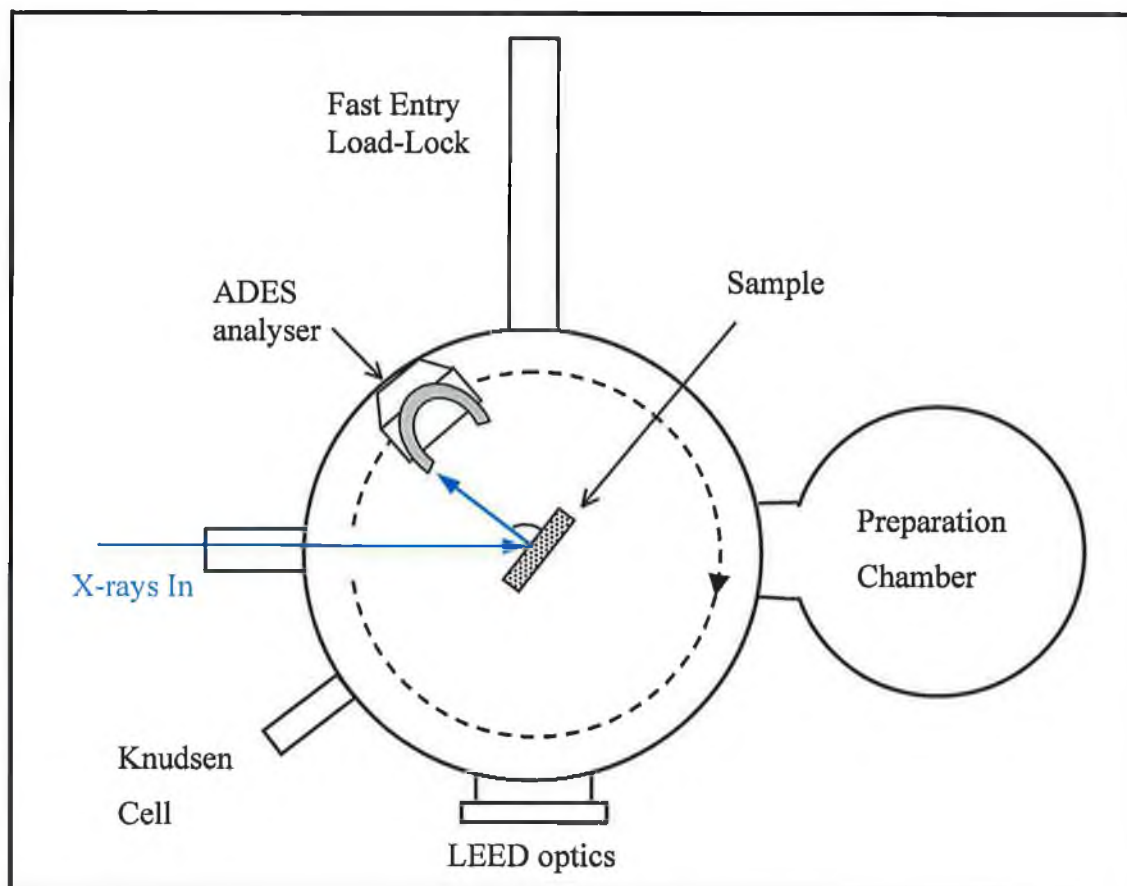 Fast Entry
Load-Lock
ADES
analyser
Sample
Preparation
Chamber
X-rays In
Knudsen
Cell
LEED optics